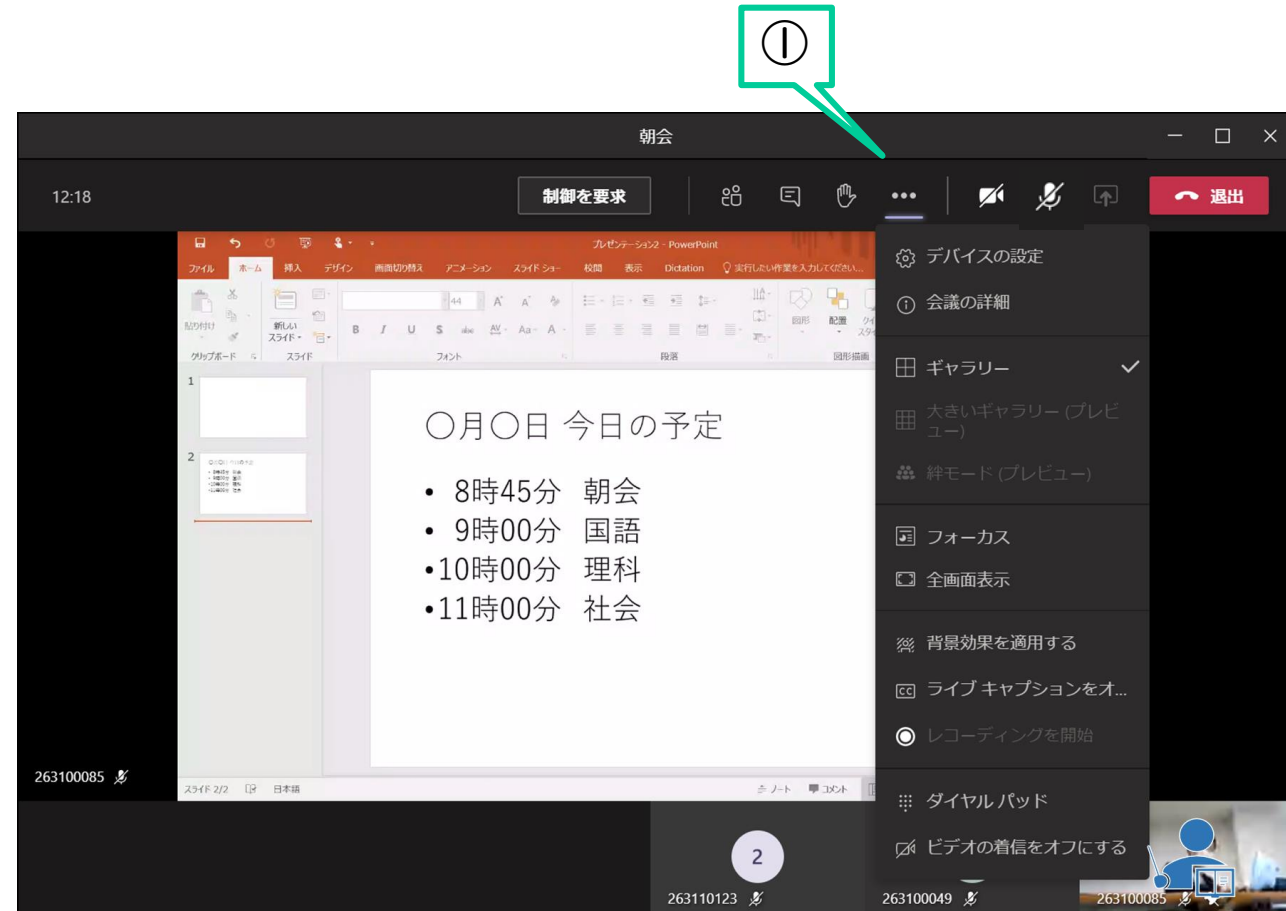 ①
朝会
12:18
制御を要求
退出
プレゼンテーション2 - PowerPoint
ファイル ホーム 挿入 デザイン 画面切り替え アニメーション スライド ショー 校閲 表示 Dictation 実行したい作業を入力してください...
44
貼り付け
新しい
スライド
B I U S abc AV Aa A
図形 配置
クリップボード スライド フォント 段落 図形描画
1
2
〇月〇日 今日の予定
• 8時45分 朝会
• 9時00分 国語
•10時00分 理科
•11時00分 社会
スライド 2/2 日本語 ノート コメント
デバイスの設定
会議の詳細
ギャラリー
大きいギャラリー (プレビ
ュー)
絆モード (プレビュー)
フォーカス
全画面表示
背景効果を適用する
ライブ キャプションをオ...
レコーディングを開始
ダイヤル パッド
ビデオの着信をオフにする
263100085
2
263110123
263100049
263100085